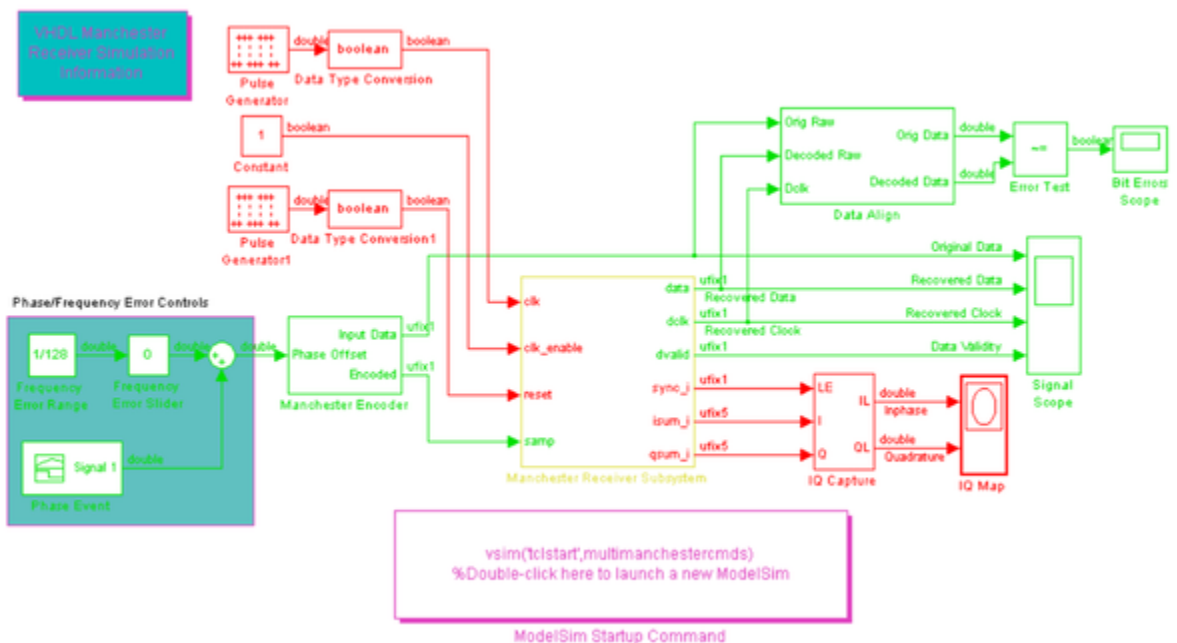 VHDL Manchester
Receiver Simulation
Information
double
boolean
boolean
Pulse
Generator
Data Type Conversion
1
boolean
Constant
double
boolean
boolean
Pulse
Generator1
Data Type Conversion1
Orig Raw
Decoded Raw
Dclk
Orig Data
Decoded Data
Data Align
double
double
~=
Error Test
boolean
Bit Errors
Scope
Original Data
Recovered Data
Recovered Clock
Data Validity
Signal
Scope
Phase/Frequency Error Controls
1/128
double
0
double
double
Frequency
Error Range
Frequency
Error Slider
Signal 1
double
Phase Event
Input Data
Phase Offset
Encoded
ufix1
ufix1
Manchester Encoder
clk
clk_enable
reset
samp
data
dclk
dvalid
sync_i
isum_i
qsum_i
Manchester Receiver Subsystem
ufix1
Recovered Data
ufix1
Recovered Clock
ufix1
ufix1
ufix5
ufix5
LE
I
Q
IL
QL
IQ Capture
double
Inphase
double
Quadrature
IQ Map
vsim('tclstart',multimanchestercmds)
%Double-click here to launch a new ModelSim
ModelSim Startup Command